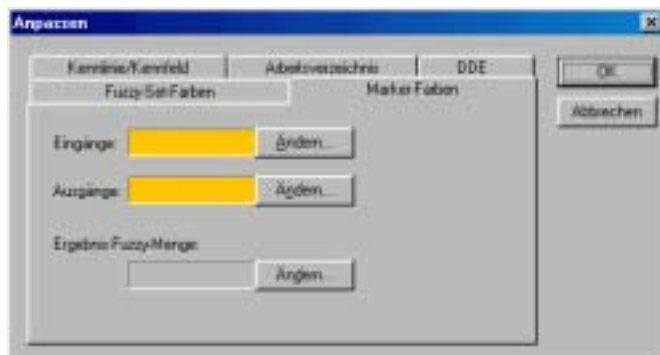 Anpassen
Kennlinie/Kennfeld Arbeitsverzeichnis DDE
Fuzzy-Set-Farben Marker-Farben
OK
Abbrechen
Eingänge: Ändern...
Ausgänge: Ändern...
Ergebnis-Fuzzy-Menge:
Ändern...